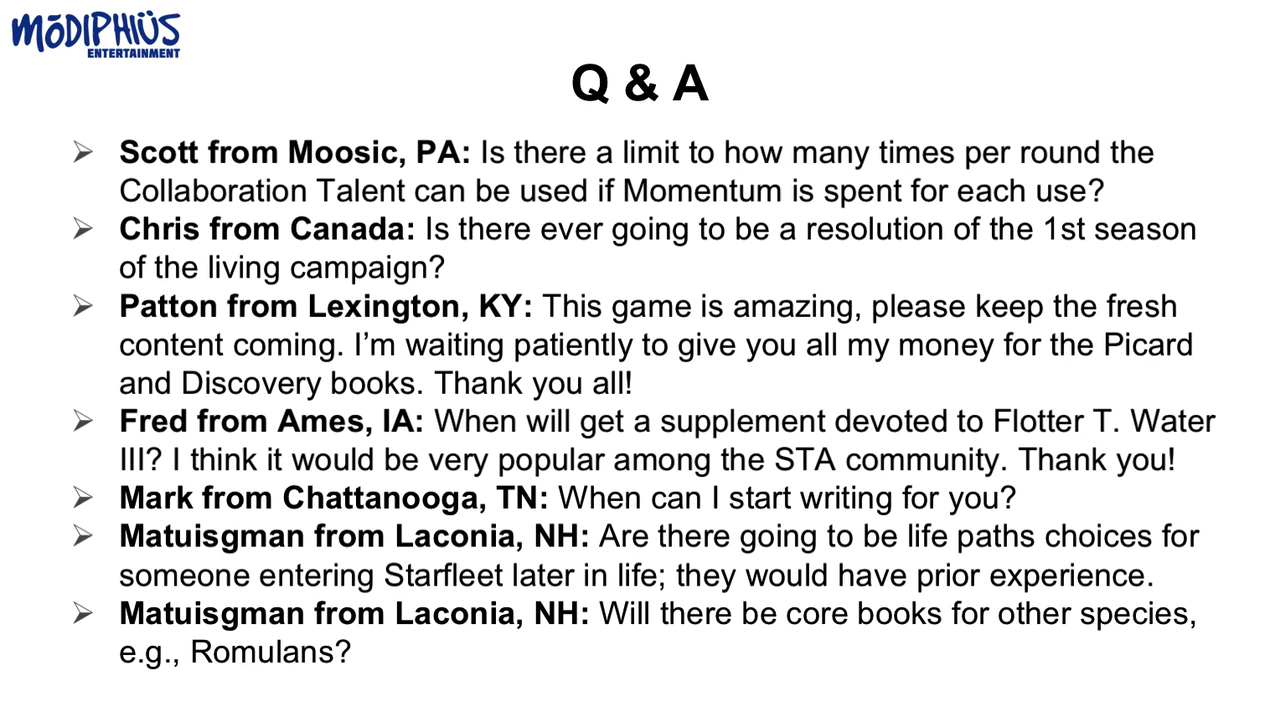 MōDIPHIÜS
ENTERTAINMENT
Q & A
➢ Scott from Moosic, PA: Is there a limit to how many times per round the
Collaboration Talent can be used if Momentum is spent for each use?
➢ Chris from Canada: Is there ever going to be a resolution of the 1st season
of the living campaign?
➢ Patton from Lexington, KY: This game is amazing, please keep the fresh
content coming. I’m waiting patiently to give you all my money for the Picard
and Discovery books. Thank you all!
➢ Fred from Ames, IA: When will get a supplement devoted to Flotter T. Water
III? I think it would be very popular among the STA community. Thank you!
➢ Mark from Chattanooga, TN: When can I start writing for you?
➢ Matuisgman from Laconia, NH: Are there going to be life paths choices for
someone entering Starfleet later in life; they would have prior experience.
➢ Matuisgman from Laconia, NH: Will there be core books for other species,
e.g., Romulans?